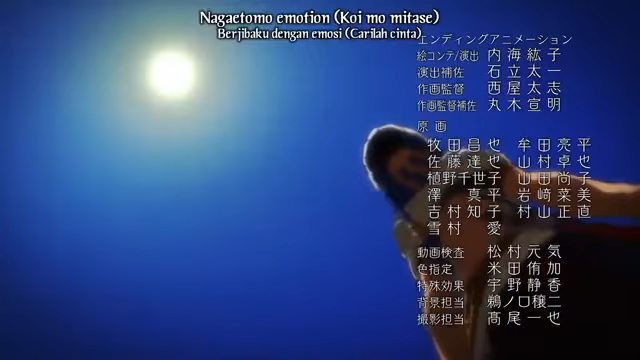 Nagaetomo emotion (Koi mo mitase)
Berjibaku dengan emosi (Carilah cinta)
エンディングアニメーション
絵コンテ/演出 内海紘子
演出補佐 石立太一
作画監督 西屋太志
作画監督補佐 丸木宣明
原画
牧田昌也 牟田亮平
佐藤達也 山村卓也
植野千世子 山田尚子
澤 真平 岩﨑菜美
吉村知子 村山正直
雪村 愛
動画検査 松村元気
色指定 米田侑加
特殊効果 宇野静香
背景担当 鵜ノ口穣二
撮影担当 髙尾一也